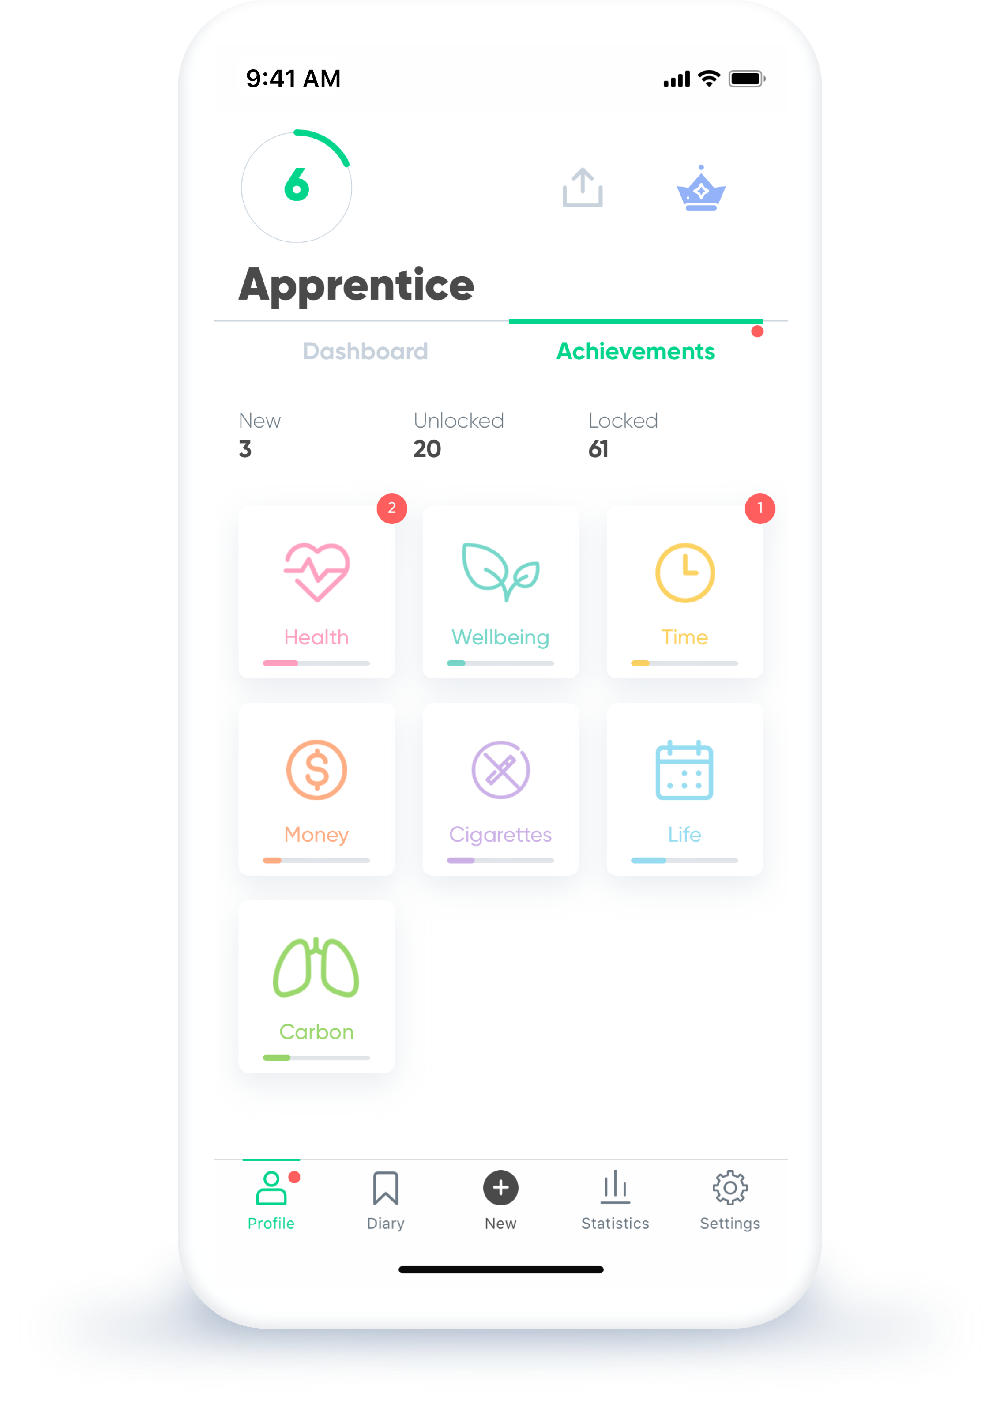 9:41 AM
6
Apprentice
Dashboard Achievements
New Unlocked Locked
3 20 61
2 1
Health Wellbeing Time
Money Cigarettes Life
Carbon
Profile Diary New Statistics Settings